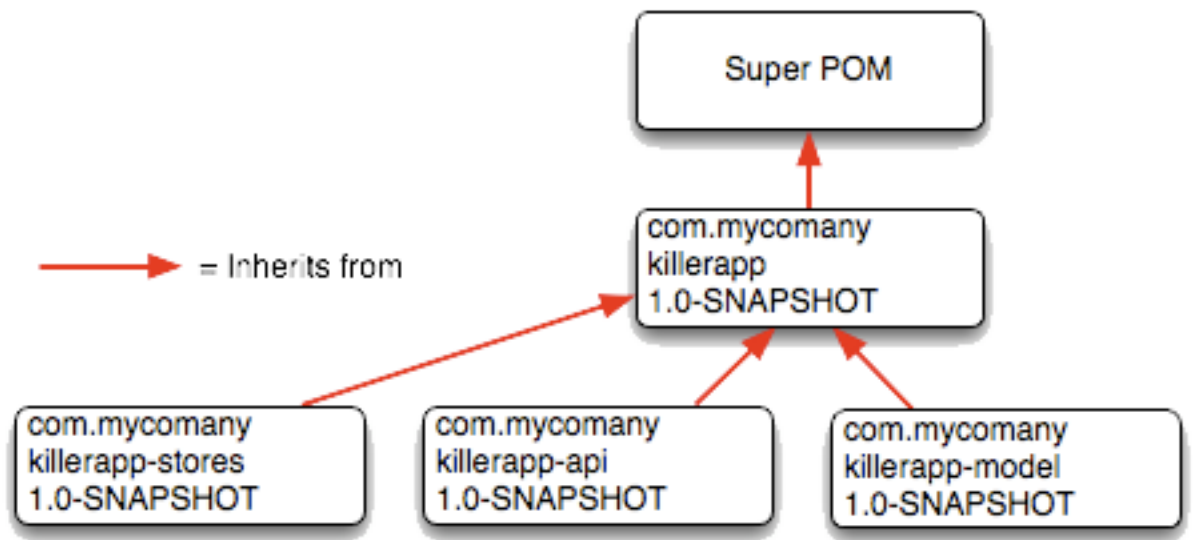 Super POM
com.mycomany
killerapp
1.0-SNAPSHOT
= Inherits from
com.mycomany
killerapp-stores
1.0-SNAPSHOT
com.mycomany
killerapp-api
1.0-SNAPSHOT
com.mycomany
killerapp-model
1.0-SNAPSHOT